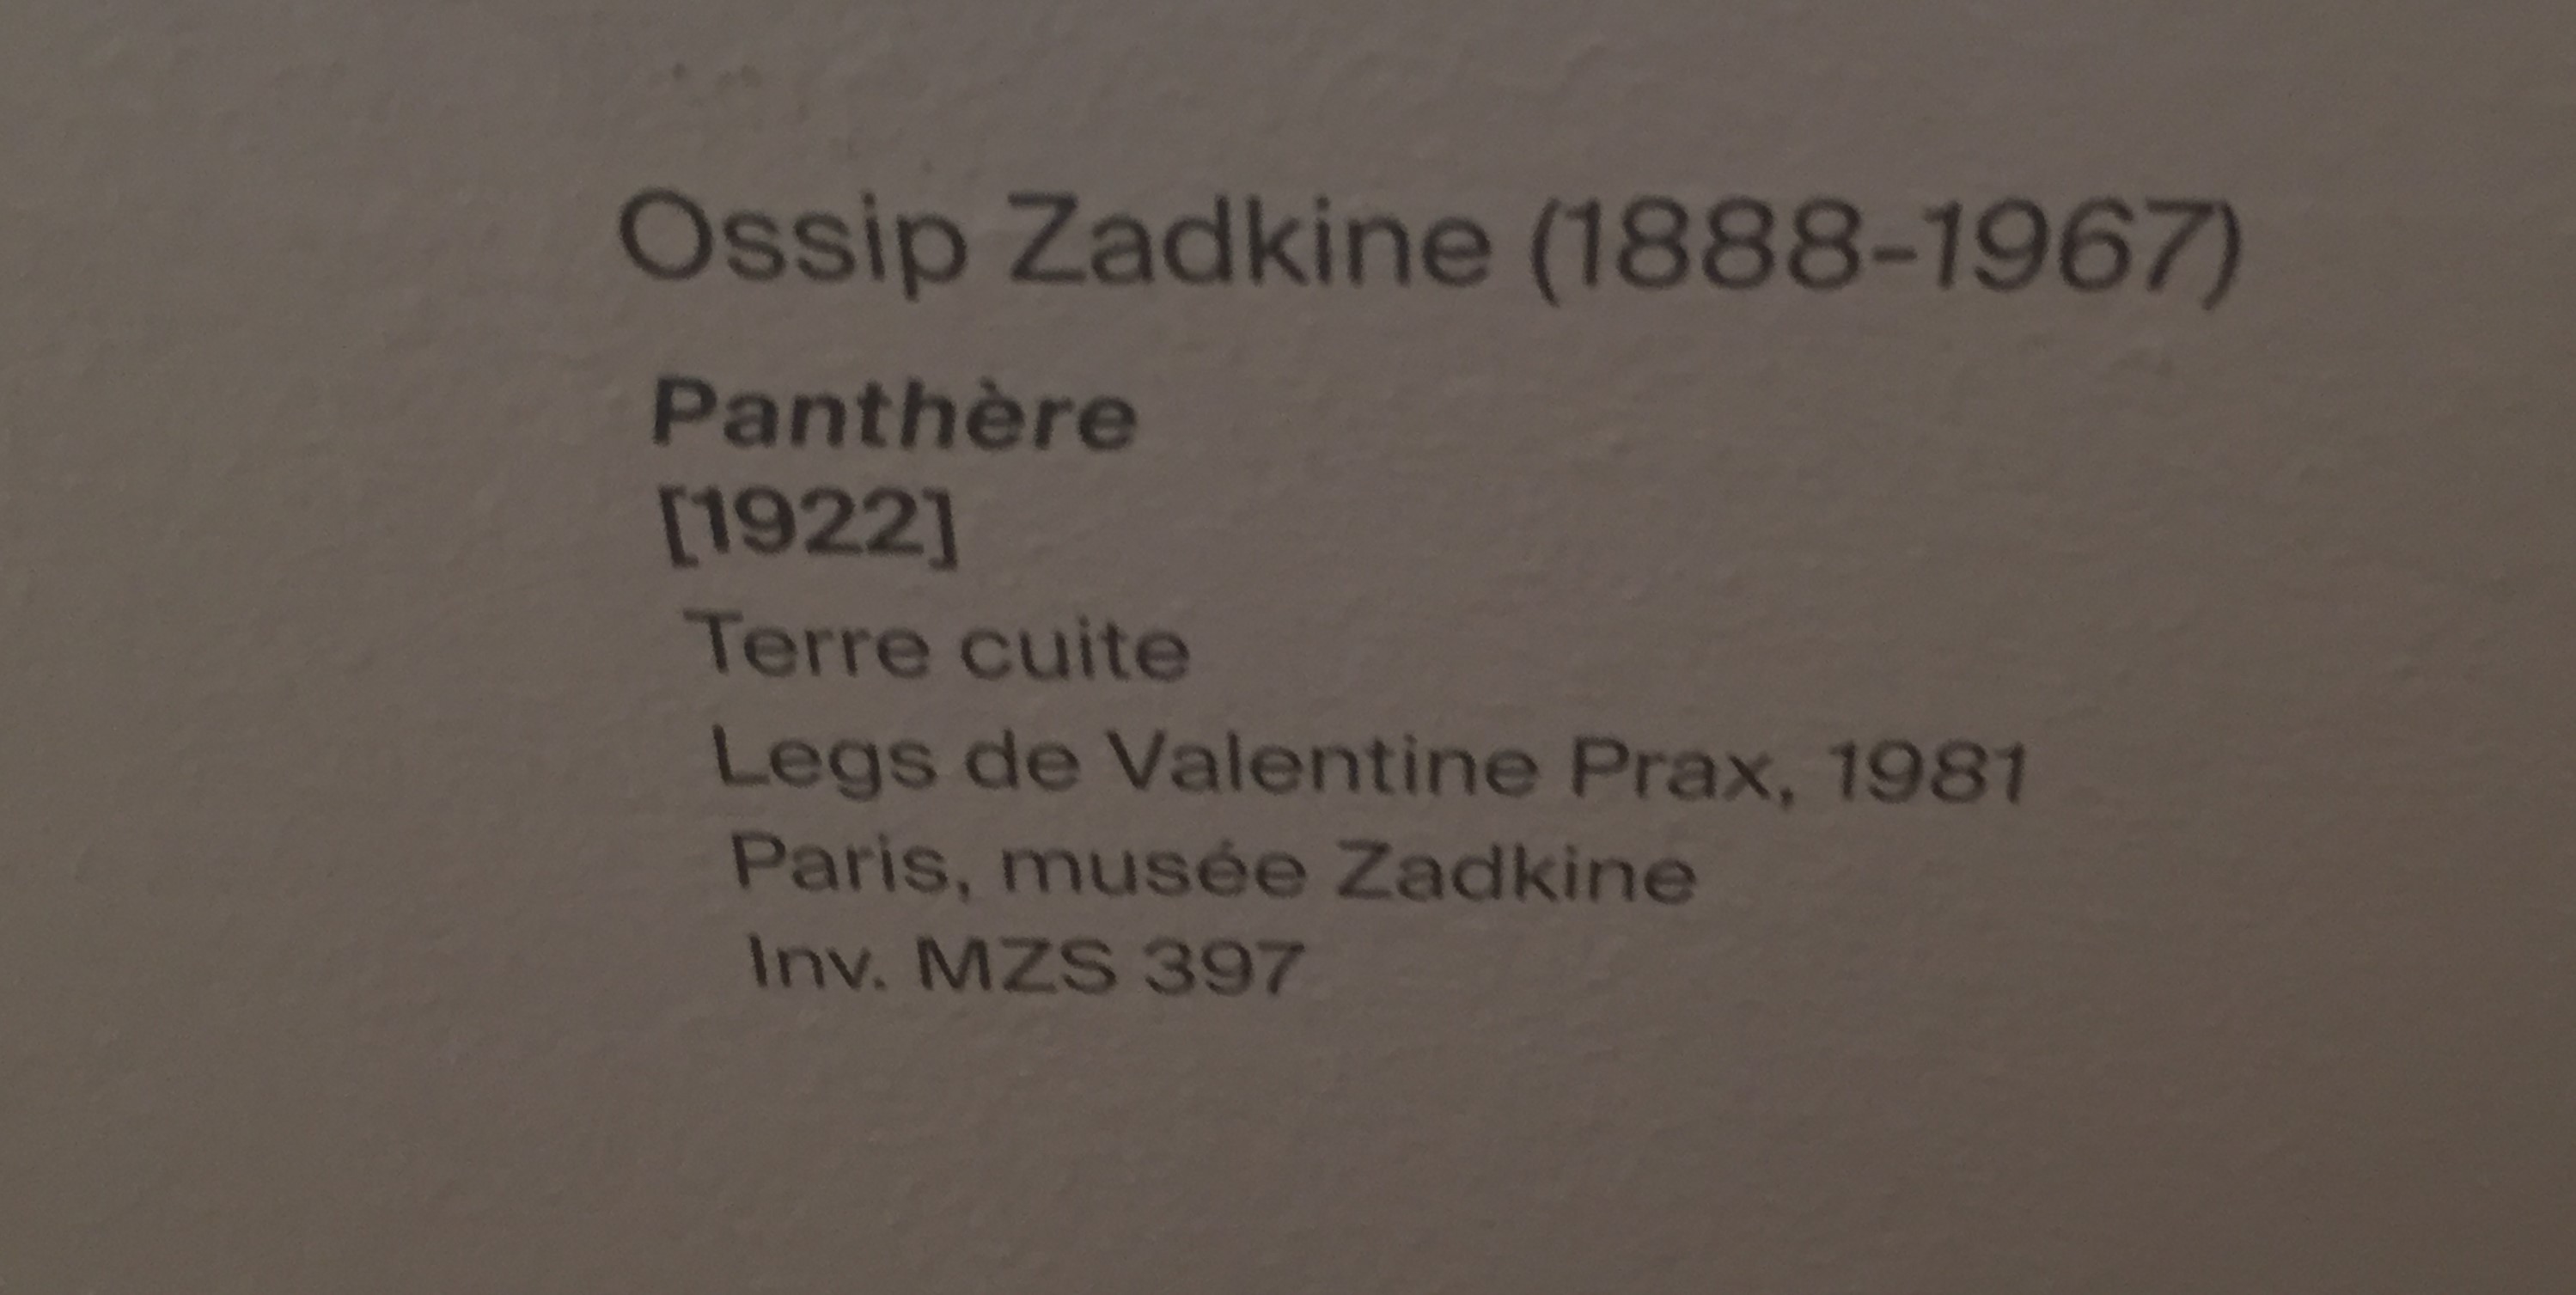 Ossip Zadkine (1888-1967)
Panthère
[1922]
Terre cuite
Legs de Valentine Prax, 1981
Paris, musée Zadkine
Inv. MZS 397